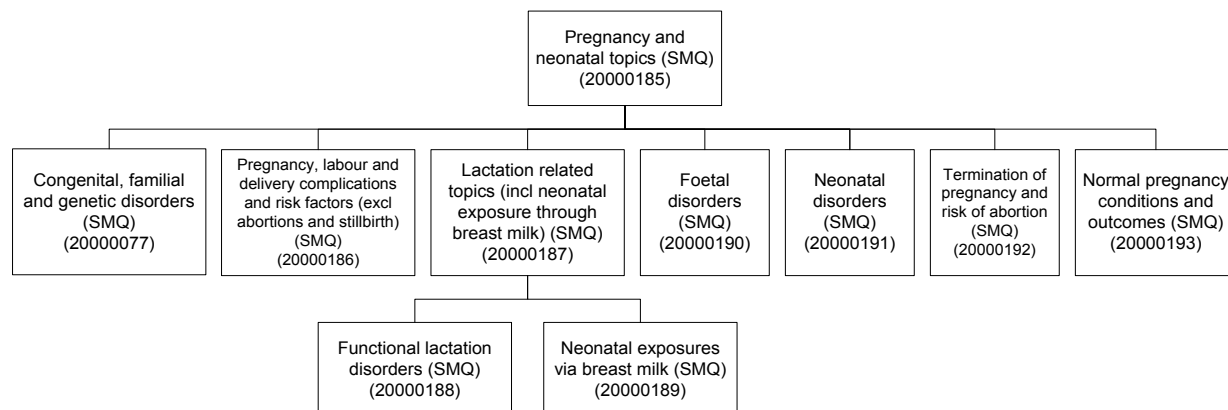 Pregnancy and
neonatal topics (SMQ)
(20000185)
Congenital, familial
and genetic disorders
(SMQ)
(20000077)
Pregnancy, labour and
delivery complications
and risk factors (excl
abortions and stillbirth)
(SMQ)
(20000186)
Lactation related
topics (incl neonatal
exposure through
breast milk) (SMQ)
(20000187)
Foetal
disorders
(SMQ)
(20000190)
Neonatal
disorders
(SMQ)
(20000191)
Termination of
pregnancy and
risk of abortion
(SMQ)
(20000192)
Normal pregnancy
conditions and
outcomes (SMQ)
(20000193)
Functional lactation
disorders (SMQ)
(20000188)
Neonatal exposures
via breast milk (SMQ)
(20000189)